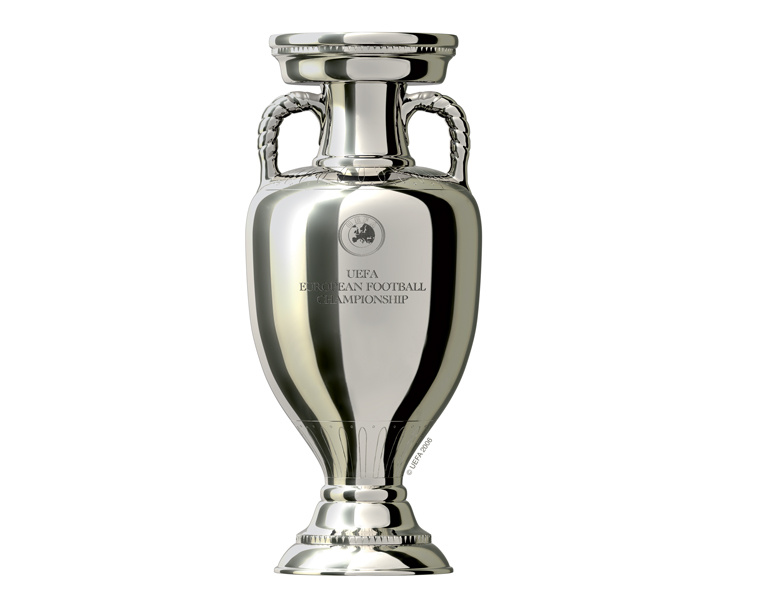 UEFA
EUROPEAN FOOTBALL
CHAMPIONSHIP
© UEFA 2006